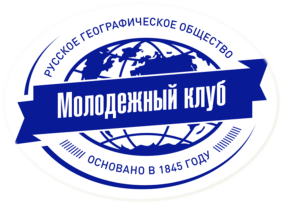 РУССКОЕ ГЕОГРАФИЧЕСКОЕ ОБЩЕСТВО
Молодежный клуб
ОСНОВАНО В 1845 ГОДУ